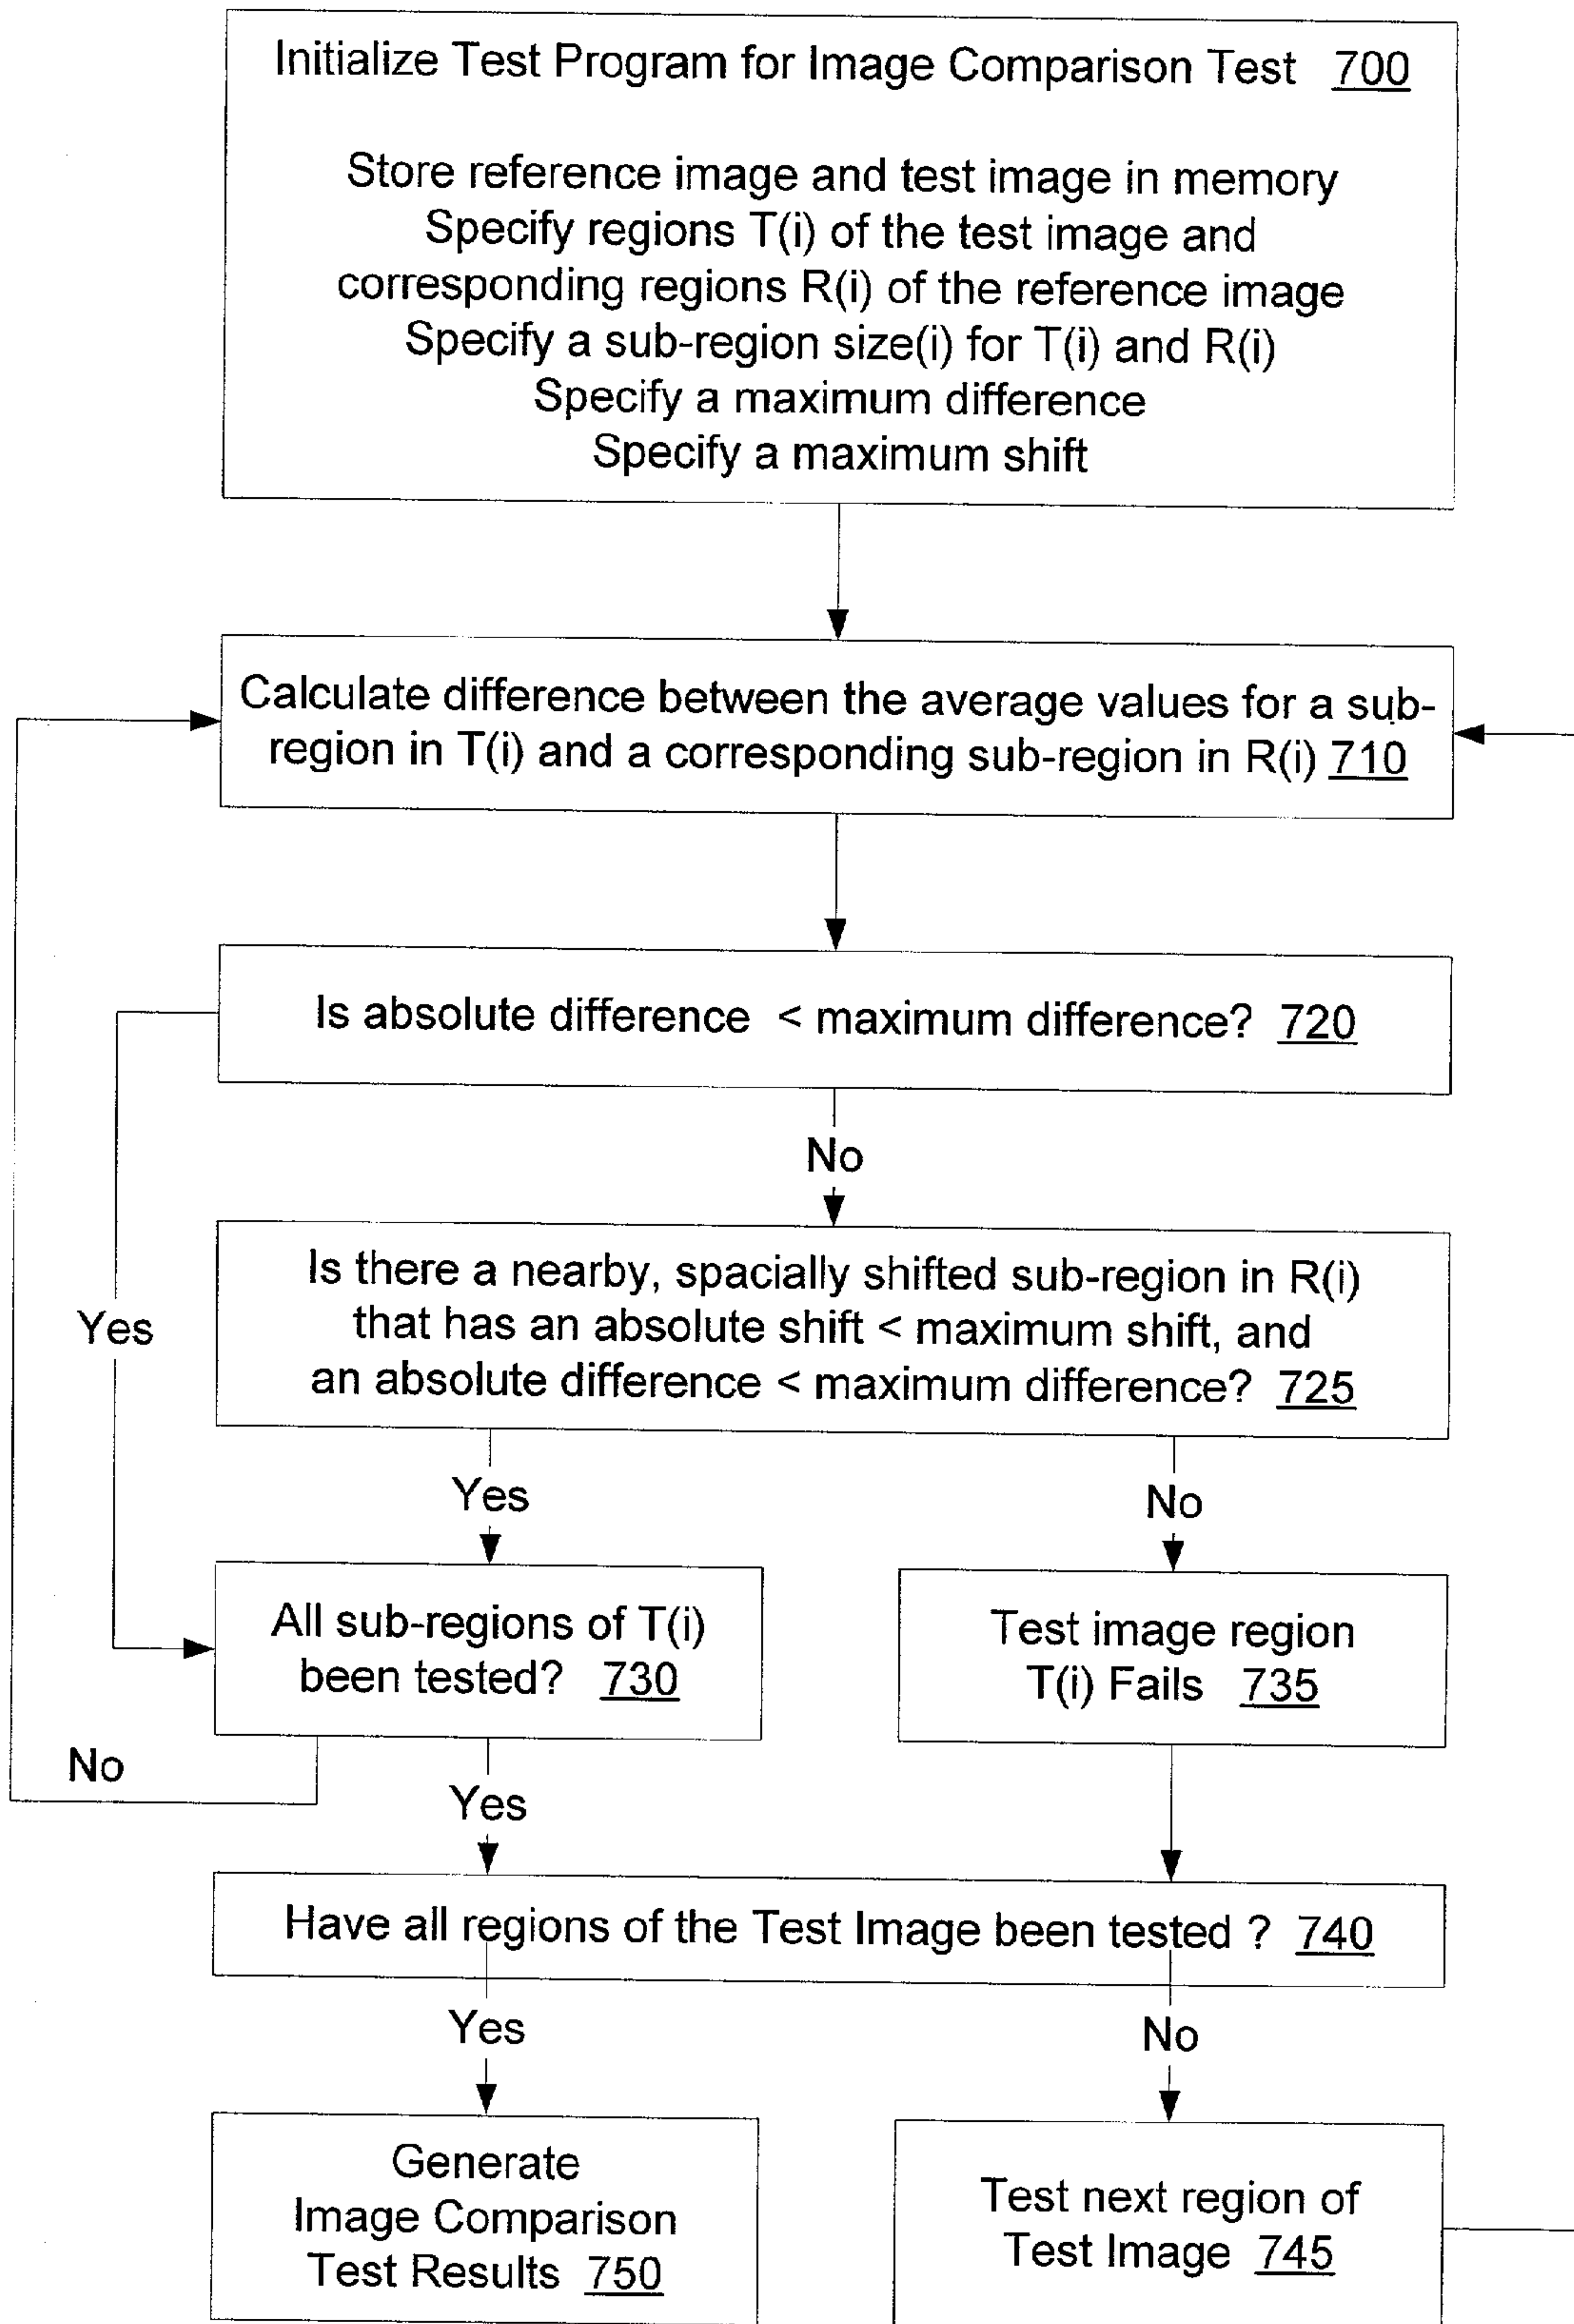 Initialize Test Program for Image Comparison Test 700
Store reference image and test image in memory
Specify regions T(i) of the test image and
corresponding regions R(i) of the reference image
Specify a sub-region size(i) for T(i) and R(i)
Specify a maximum difference
Specify a maximum shift
Calculate difference between the average values for a sub-
region in T(i) and a corresponding sub-region in R(i) 710
Is absolute difference < maximum difference? 720
No
Is there a nearby, spacially shifted sub-region in R(i)
that has an absolute shift < maximum shift, and
an absolute difference < maximum difference? 725
Yes
Yes
No
All sub-regions of T(i)
been tested? 730
Test image region
T(i) Fails 735
No
Yes
Have all regions of the Test Image been tested ? 740
Yes
No
Generate
Image Comparison
Test Results 750
Test next region of
Test Image 745